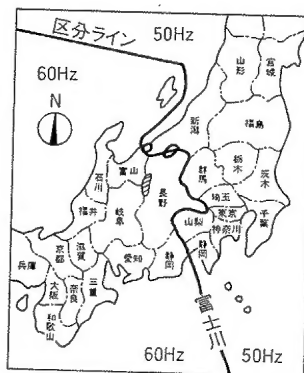 区分ライン
50Hz
60Hz
N
山形
宮城
新潟
福島
石川
富山
群馬
栃木
茨木
長野
埼玉
福井
岐阜
山梨
東京
千葉
神奈川
京都
滋賀
愛知
静岡
静岡
兵庫
大阪
奈良
三重
和歌山
富士川
60Hz
50Hz